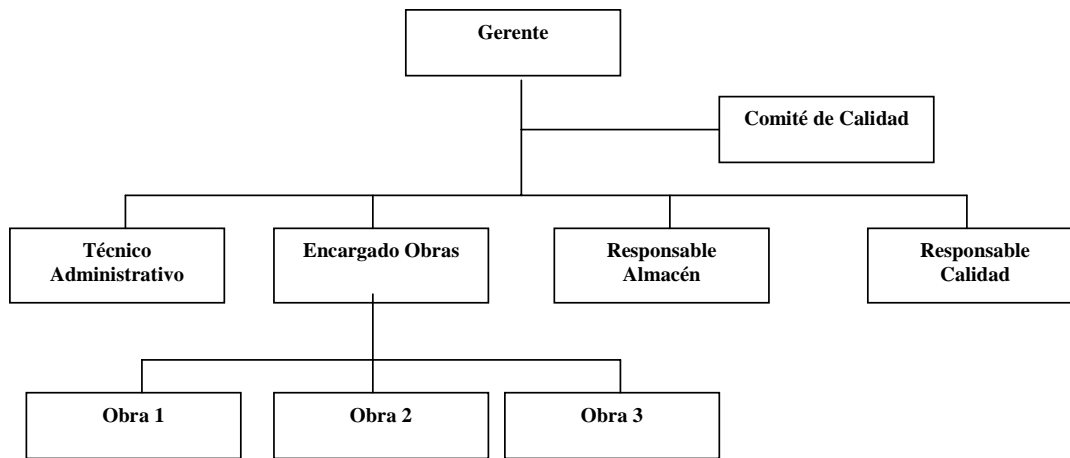 Gerente
Comité de Calidad
Técnico
Administrativo
Encargado Obras
Responsable
Almacén
Responsable
Calidad
Obra 1
Obra 2
Obra 3